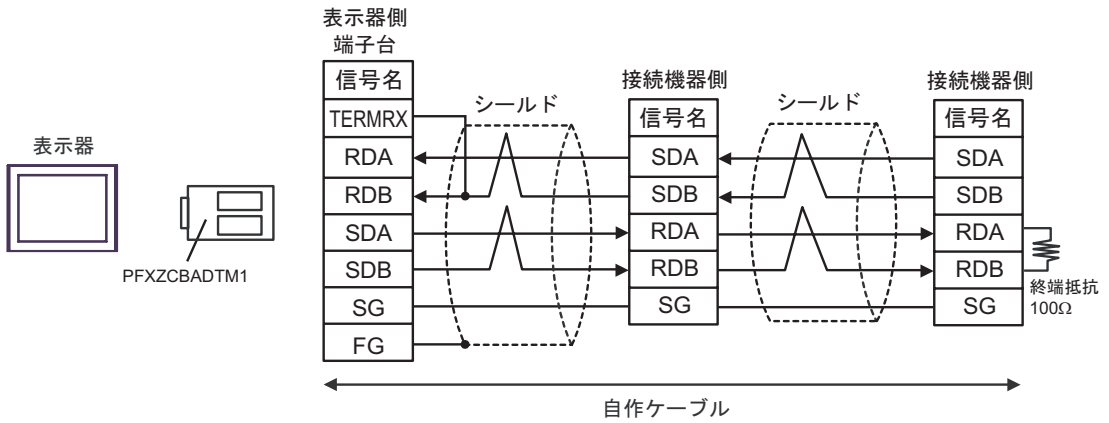 表示器
PFXZCBADTM1
表示器側
端子台
信号名
TERMRX
RDA
RDB
SDA
SDB
SG
FG
シールド
接続機器側
信号名
SDA
SDB
RDA
RDB
SG
シールド
接続機器側
信号名
SDA
SDB
RDA
RDB
SG
終端抵抗
100Ω
自作ケーブル